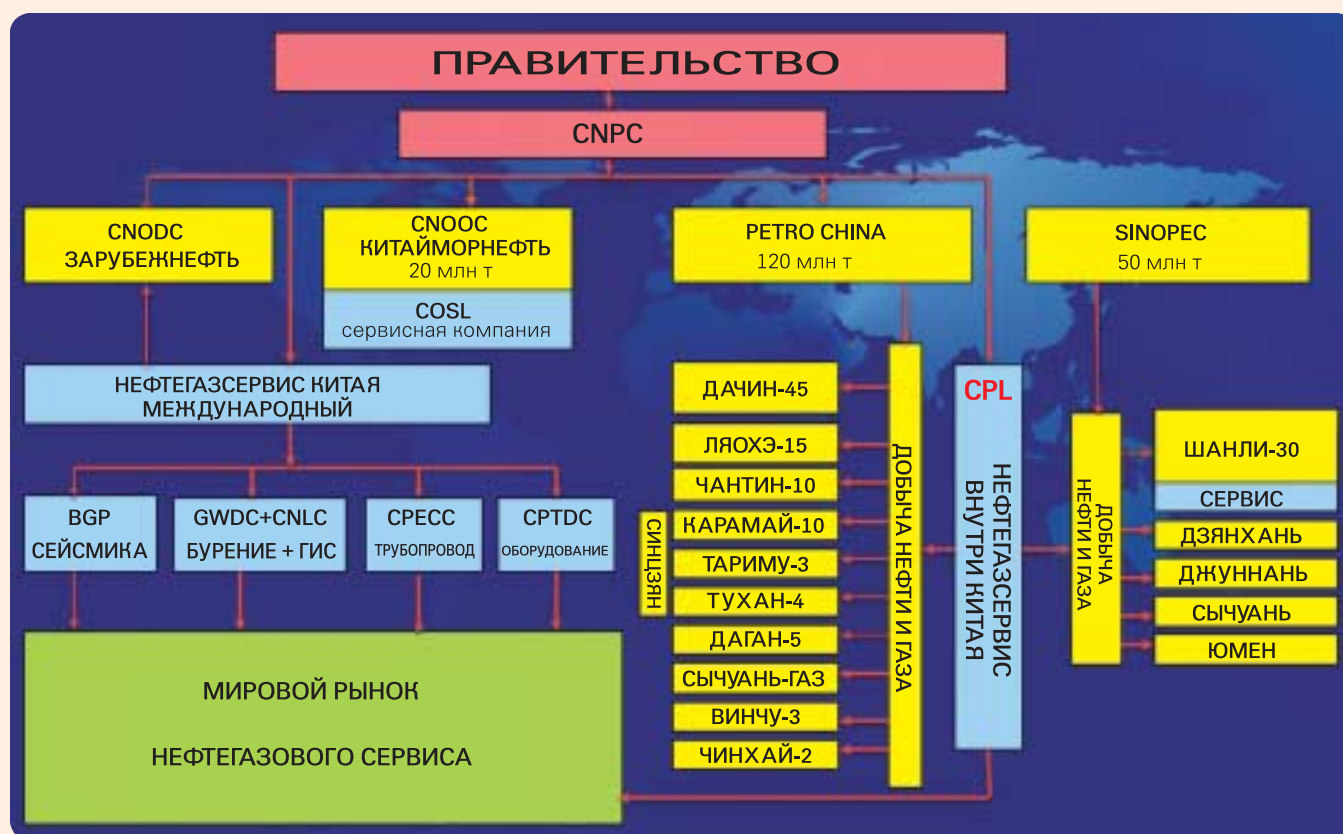 ПРАВИТЕЛЬСТВО
CNPC
CNODC
ЗАРУБЕЖНЕФТЬ
CNOOC
КИТАЙМОРНЕФТЬ
20 млн т
COSL
сервисная компания
PETRO CHINA
120 млн т
SINOPEC
50 млн т
НЕФТЕГАЗСЕРВИС КИТАЯ
МЕЖДУНАРОДНЫЙ
BGP
СЕЙСМИКА
GWDC+CNLC
БУРЕНИЕ + ГИС
CPECC
ТРУБОПРОВОД
CPTDC
ОБОРУДОВАНИЕ
МИРОВОЙ РЫНОК
НЕФТЕГАЗОВОГО СЕРВИСА
СИНЦЗЯН
ДАЧИН-45
ЛЯОХЭ-15
ЧАНТИН-10
КАРАМАЙ-10
ТАРИМУ-3
ТУХАН-4
ДАГАН-5
СЫЧУАНЬ-ГАЗ
ВИНЧУ-3
ЧИНХАЙ-2
ДОБЫЧА НЕФТИ И ГАЗА
CPL
НЕФТЕГАЗСЕРВИС
ВНУТРИ КИТАЯ
ДОБЫЧА
НЕФТИ И ГАЗА
ШАНЛИ-30
СЕРВИС
ДЗЯНХАНЬ
ДЖУННАНЬ
СЫЧУАНЬ
ЮМЕН